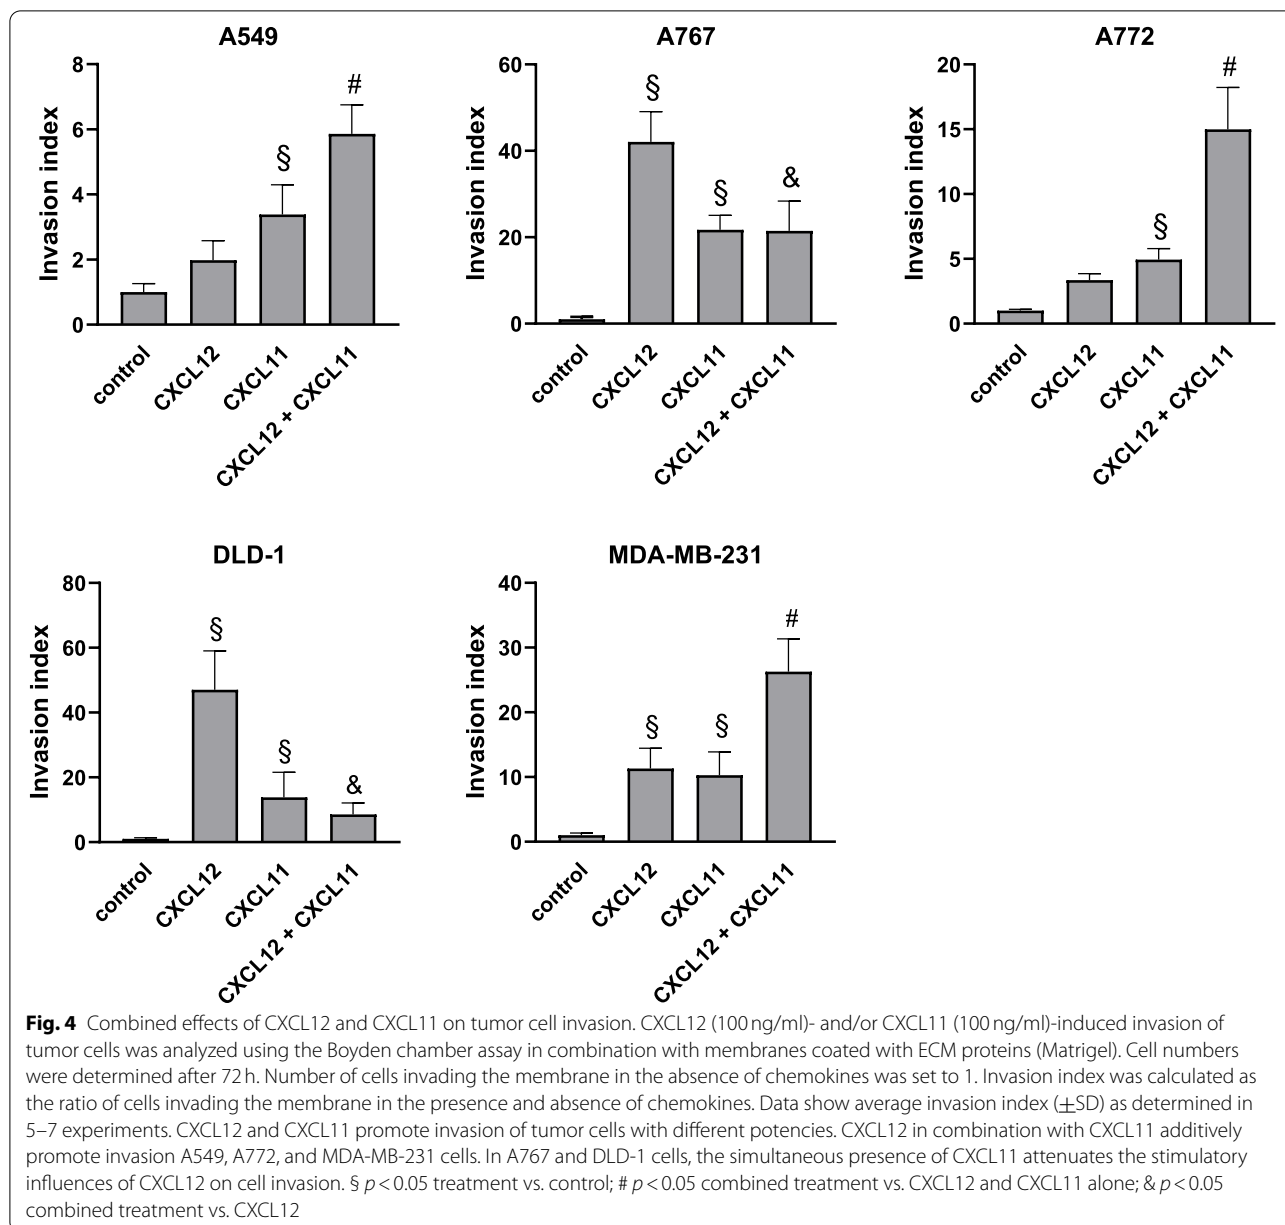 A549
A767
A772
Invasion index
8
6
4
2
0
§
#
control
CXCL12
CXCL11
CXCL12 + CXCL11
Invasion index
60
40
20
0
§
§
&
control
CXCL12
CXCL11
CXCL12 + CXCL11
Invasion index
20
15
10
5
0
§
#
control
CXCL12
CXCL11
CXCL12 + CXCL11
DLD-1
MDA-MB-231
Invasion index
80
60
40
20
0
§
§
&
control
CXCL12
CXCL11
CXCL12 + CXCL11
Invasion index
40
30
20
10
0
§
§
#
control
CXCL12
CXCL11
CXCL12 + CXCL11
Fig. 4 Combined effects of CXCL12 and CXCL11 on tumor cell invasion. CXCL12 (100 ng/ml)- and/or CXCL11 (100 ng/ml)-induced invasion of
tumor cells was analyzed using the Boyden chamber assay in combination with membranes coated with ECM proteins (Matrigel). Cell numbers
were determined after 72 h. Number of cells invading the membrane in the absence of chemokines was set to 1. Invasion index was calculated as
the ratio of cells invading the membrane in the presence and absence of chemokines. Data show average invasion index (±SD) as determined in
5–7 experiments. CXCL12 and CXCL11 promote invasion of tumor cells with different potencies. CXCL12 in combination with CXCL11 additively
promote invasion A549, A772, and MDA-MB-231 cells. In A767 and DLD-1 cells, the simultaneous presence of CXCL11 attenuates the stimulatory
influences of CXCL12 on cell invasion. § p < 0.05 treatment vs. control; # p < 0.05 combined treatment vs. CXCL12 and CXCL11 alone; & p < 0.05
combined treatment vs. CXCL12